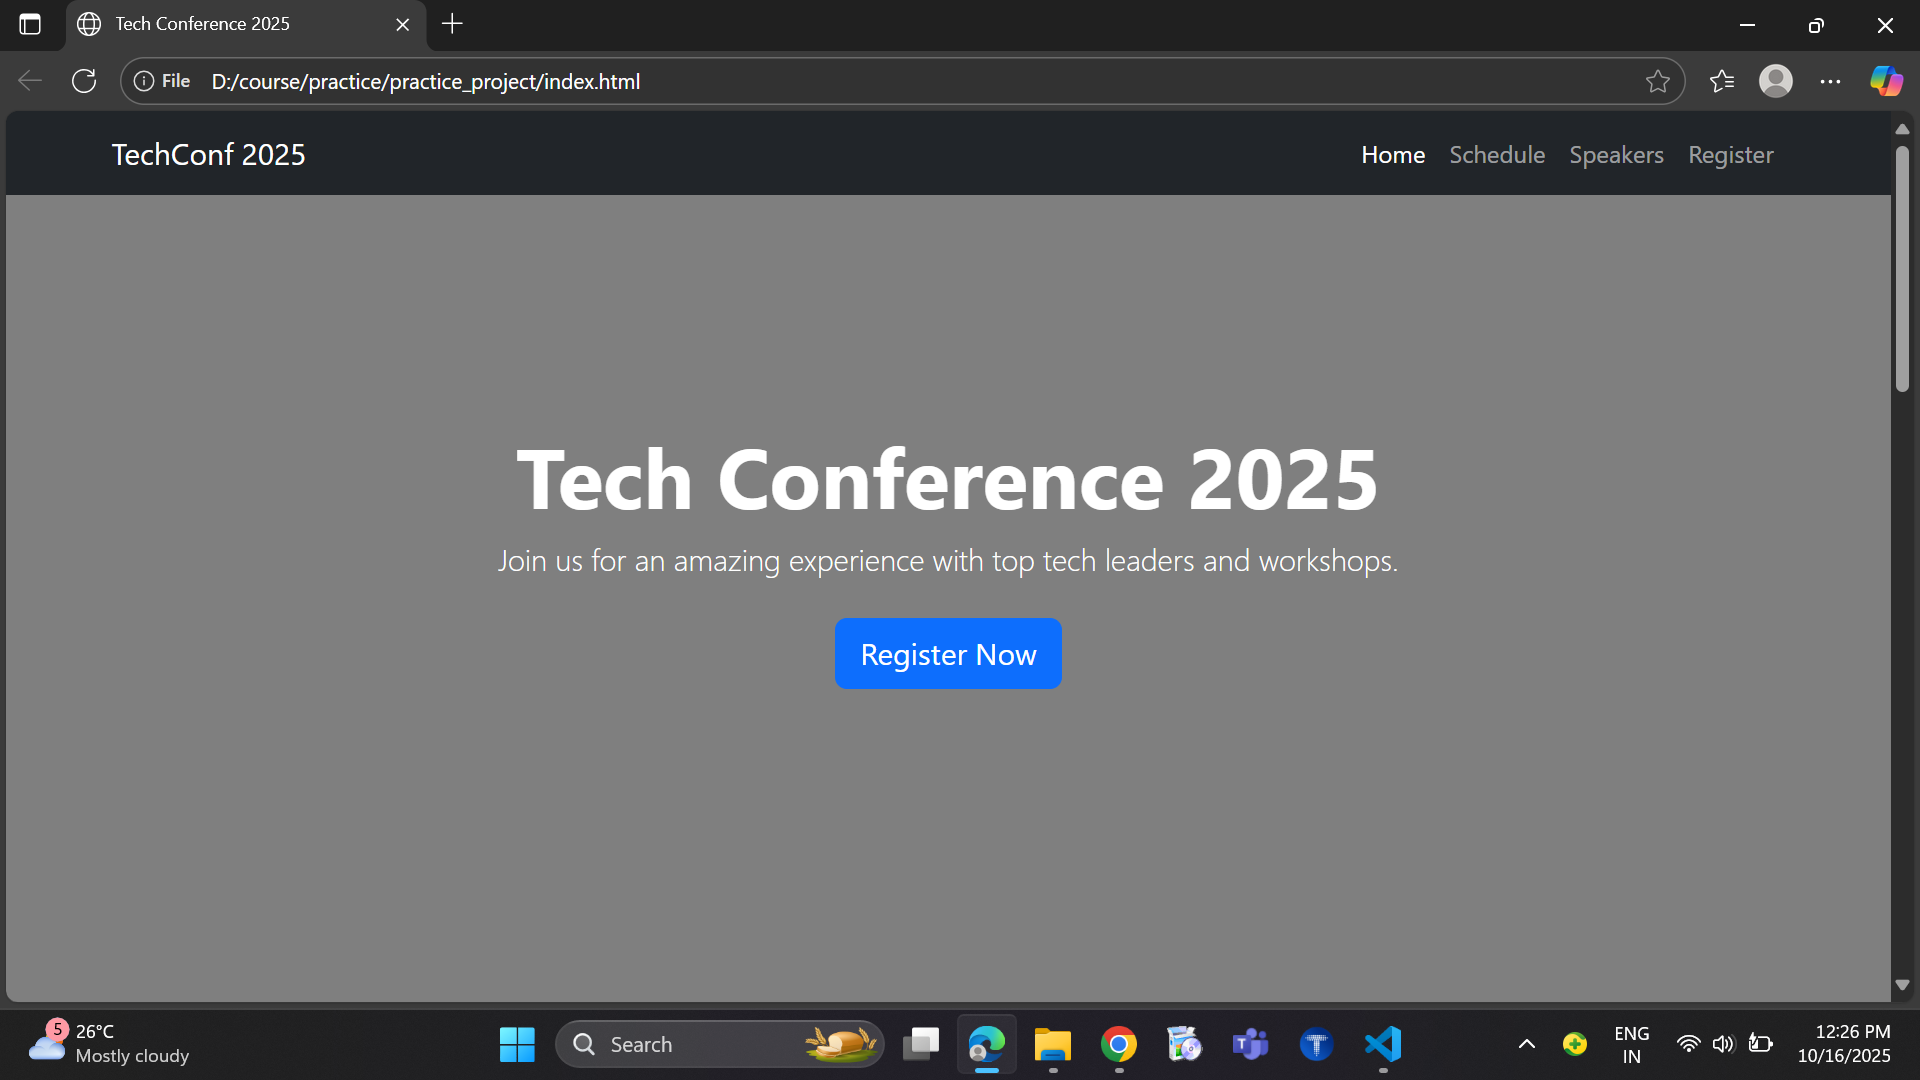 Tech Conference 2025
File D:/course/practice/practice_project/index.html
TechConf 2025 Home Schedule Speakers Register
Tech Conference 2025
Join us for an amazing experience with top tech leaders and workshops.
Register Now
5
26°C
Mostly cloudy
Search
T
T
ENG
IN
12:26 PM
10/16/2025